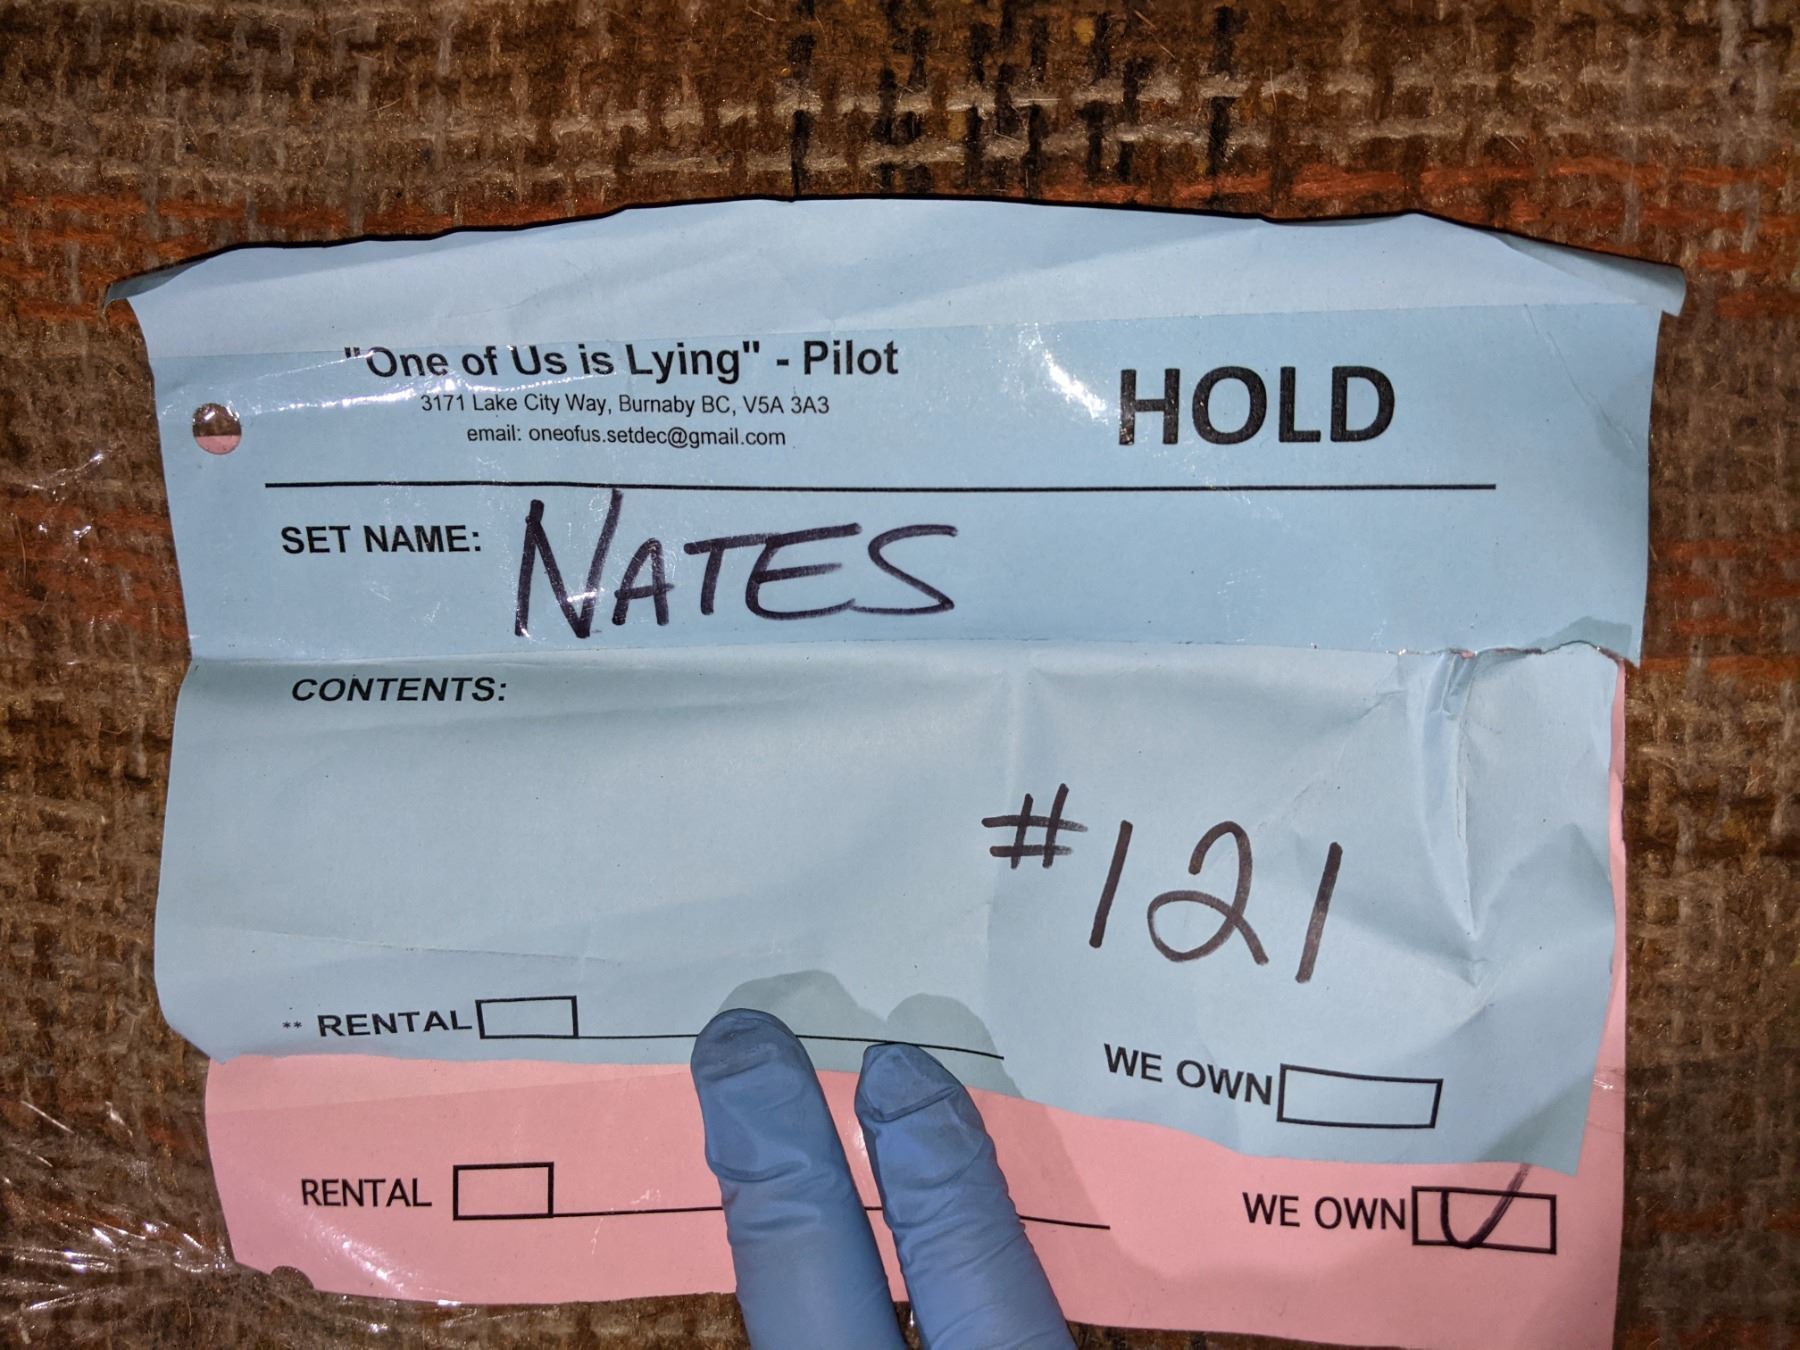 "One of Us is Lying" - Pilot
3171 Lake City Way, Burnaby BC, V5A 3A3
email: oneofus.setdec@gmail.com
HOLD
SET NAME: NATES
CONTENTS:
#121
** RENTAL
WE OWN
RENTAL
WE OWN